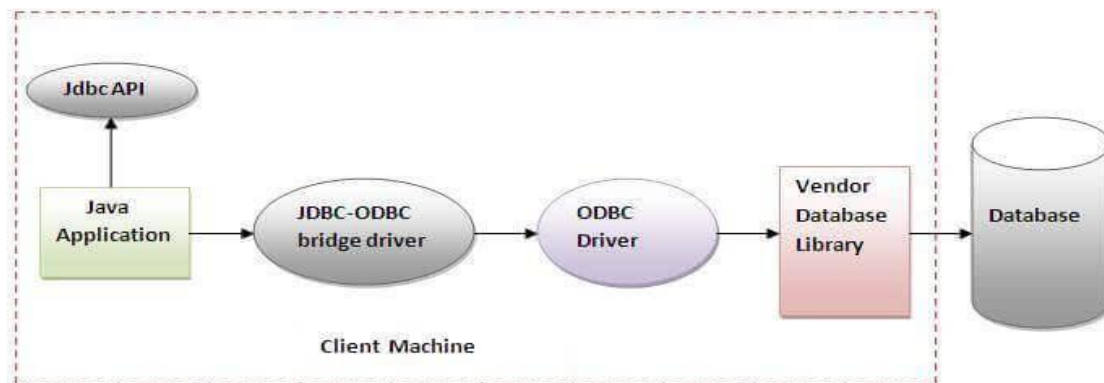 Jdbc API
Java
Application
JDBC-ODBC
bridge driver
ODBC
Driver
Vendor
Database
Library
Database
Client Machine